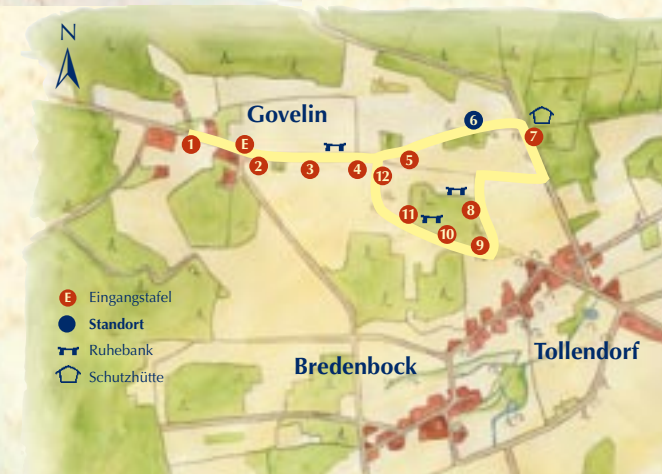 N
Govelin
6
7
1
E
2
3
4
5
12
11
8
10
9
E Eingangstafel
Standort
Ruhebank
Schutzhütte
Bredenbock
Tollendorf